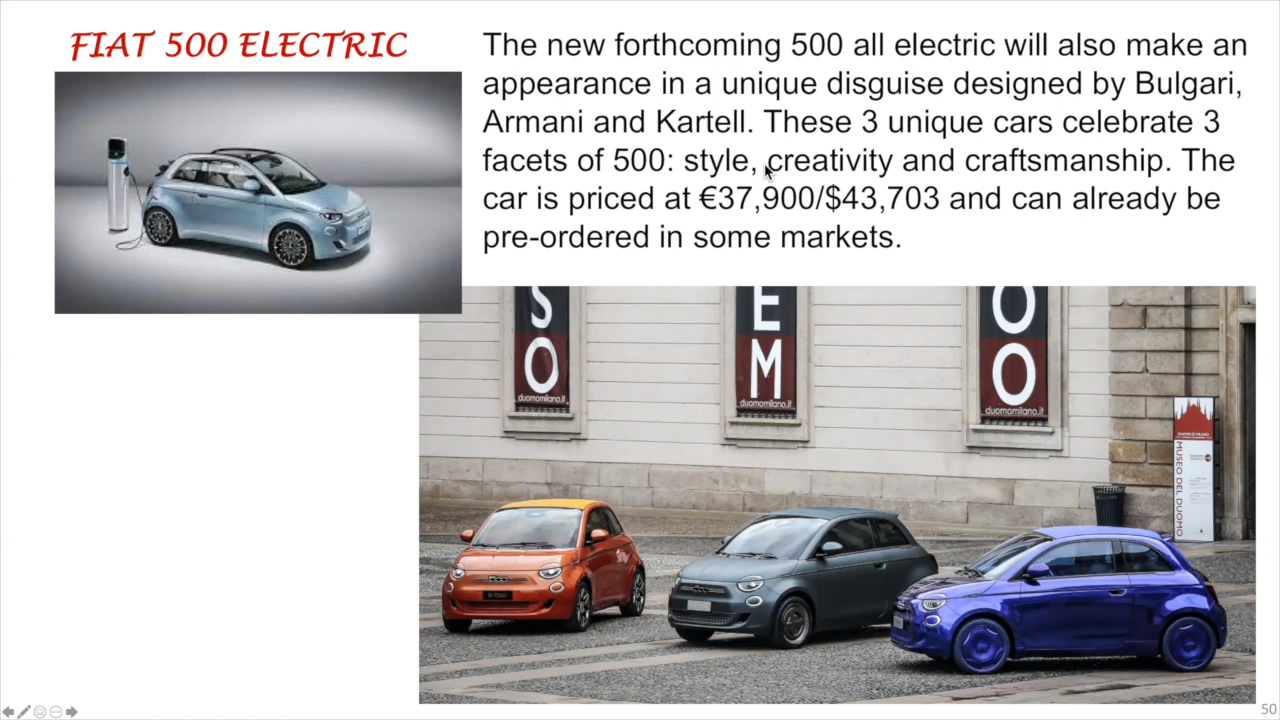 FIAT 500 ELECTRIC
The new forthcoming 500 all electric will also make an
appearance in a unique disguise designed by Bulgari,
Armani and Kartell. These 3 unique cars celebrate 3
facets of 500: style, creativity and craftsmanship. The
car is priced at €37,900/$43,703 and can already be
pre-ordered in some markets.
S
O
duomomilano.it
E
M
duomomilano.it
O
O
duomomilano.it
DUOMO DI MILANO
MUSEO DEL DUOMO
50